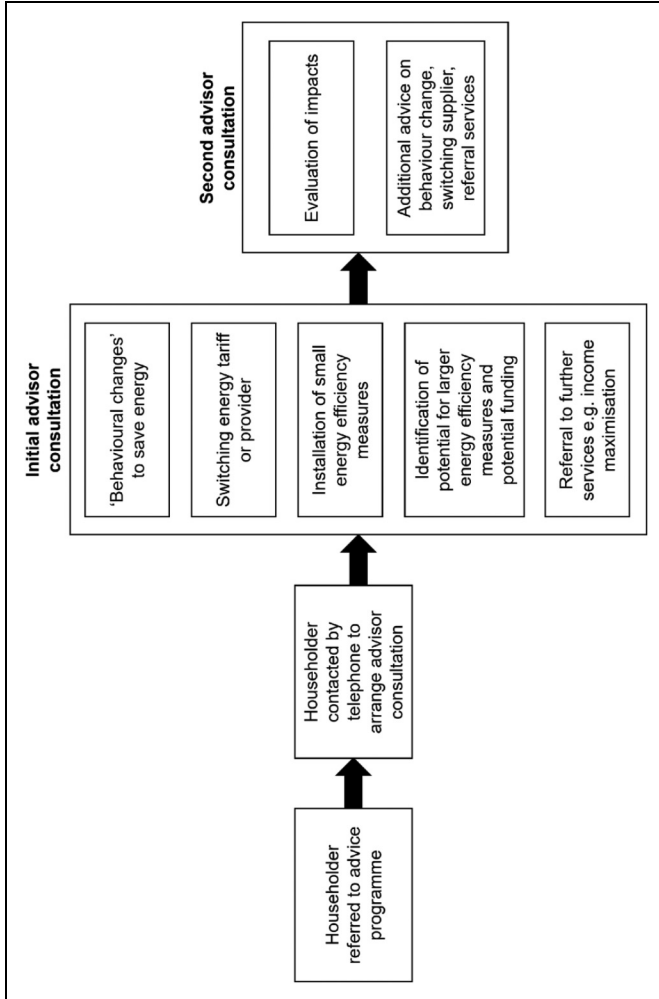 Householder
referred to advice
programme
Householder
contacted by
telephone to
arrange advisor
consultation
Initial advisor
consultation
‘Behavioural changes’
to save energy
Switching energy tariff
or provider
Installation of small
energy efficiency
measures
Identification of
potential for larger
energy efficiency
measures and
potential funding
Referral to further
services e.g. income
maximisation
Second advisor
consultation
Evaluation of impacts
Additional advice on
behaviour change,
switching supplier,
referral services